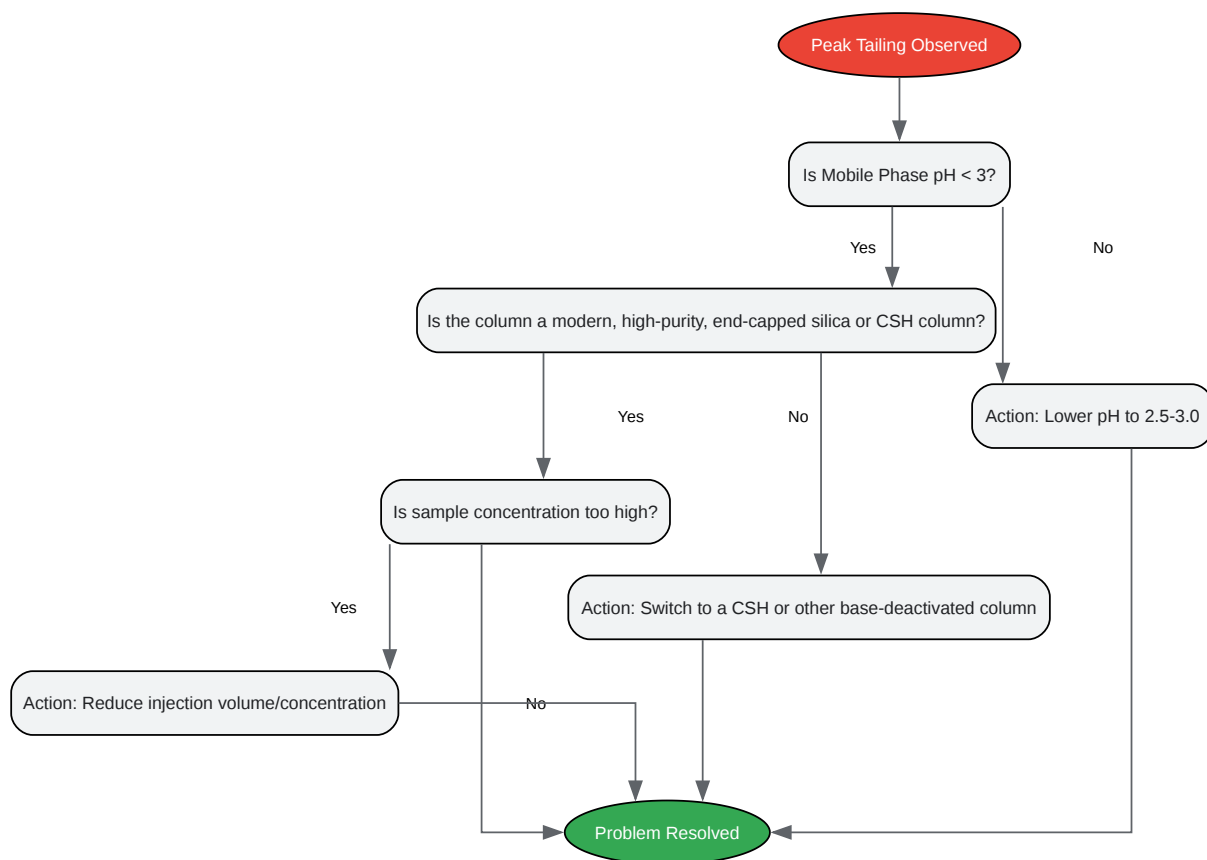 Peak Tailing Observed
Is Mobile Phase pH < 3?
Yes
No
Is the column a modern, high-purity, end-capped silica or CSH column?
Yes
No
Action: Lower pH to 2.5-3.0
Is sample concentration too high?
Action: Switch to a CSH or other base-deactivated column
Yes
Action: Reduce injection volume/concentration
No
Problem Resolved